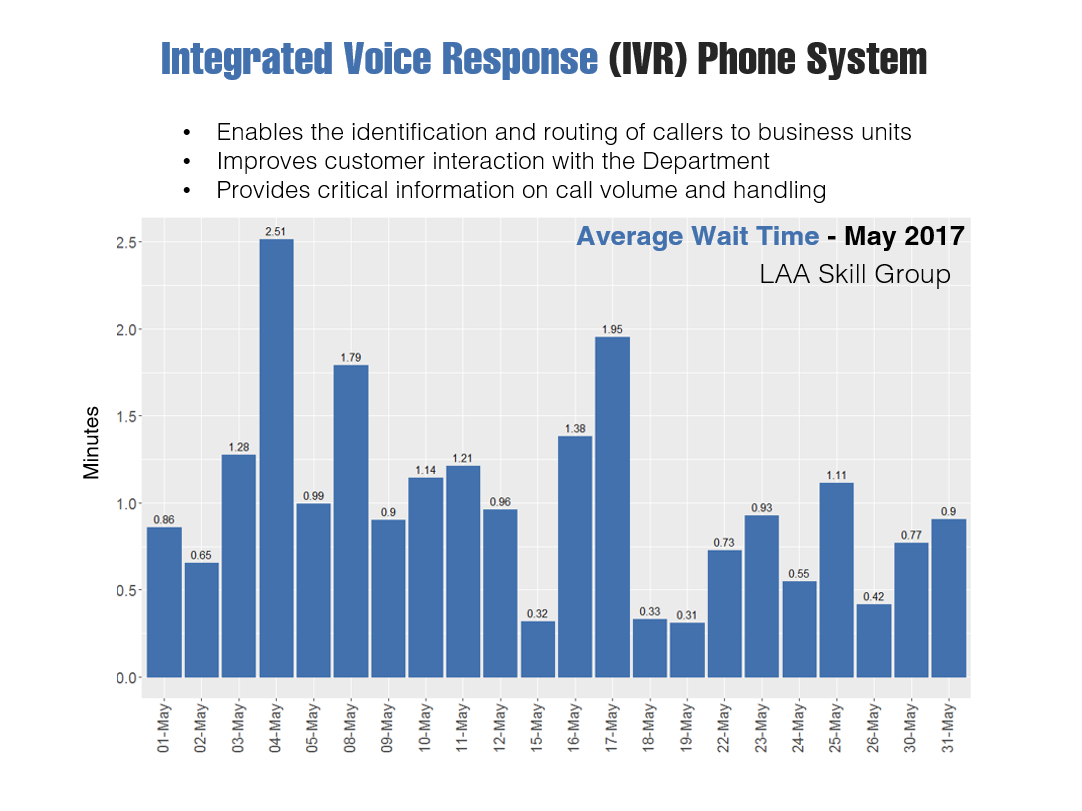 Integrated Voice Response (IVR) Phone System
• Enables the identification and routing of callers to business units
• Improves customer interaction with the Department
• Provides critical information on call volume and handling
Average Wait Time - May 2017
LAA Skill Group
Minutes
2.5
2.0
1.5
1.0
0.5
0.0
0.86
0.65
1.28
2.51
0.99
1.79
0.9
1.14
1.21
0.96
0.32
1.38
1.95
0.33
0.31
0.73
0.93
0.55
1.11
0.42
0.77
0.9
01-May
02-May
03-May
04-May
05-May
08-May
09-May
10-May
11-May
12-May
15-May
16-May
17-May
18-May
19-May
22-May
23-May
24-May
25-May
26-May
30-May
31-May